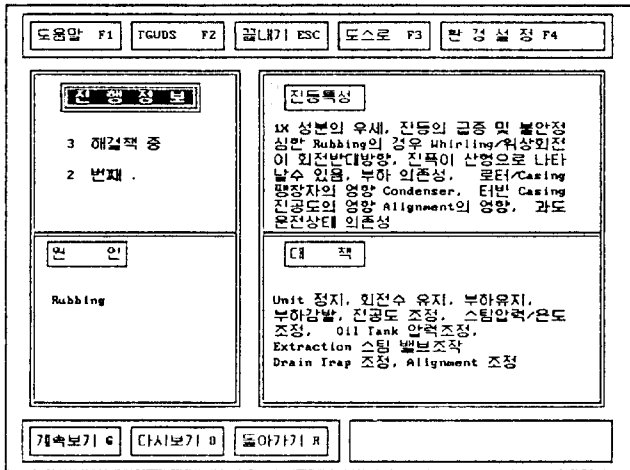 도움말 F1 TGUDS F2 끝내기 ESC 도스로 F3 환 경 설 정 F4
진 행 정 보
3 해결책 중
2 번째 .
진동특성
1X 성분의 우세, 진동의 급증 및 불안정
심한 Rubbing의 경우 Whirling/위상회전
이 회전반대방향, 진폭이 산형으로 나타
날수 있음, 부하 의존성, 로터/Casing
팽창차의 영향 Condenser, 터빈 Casing
진공도의 영향 Alignment의 영향, 과도
운전상태 의존성
원 인
Rubbing
대 책
Unit 정지, 회전수 유지, 부하유지,
부하감발, 진공도 조정, 스팀압력/온도
조정, Oil Tank 압력조정,
Extraction 스팀 밸브조작
Drain Trap 조정, Alignment 조정
계속보기 G 다시보기 D 돌아가기 R